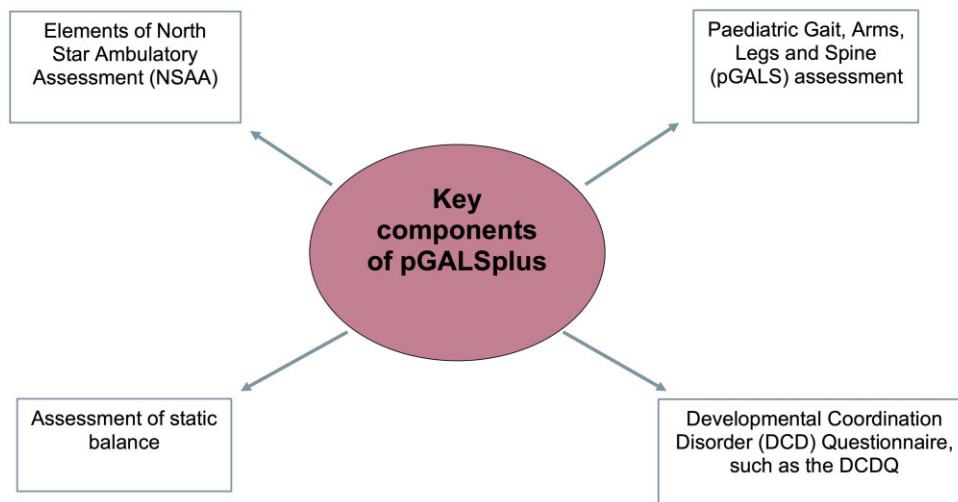 Elements of North
Star Ambulatory
Assessment (NSAA)
Paediatric Gait, Arms,
Legs and Spine
(pGALS) assessment
Key
components
of pGALSplus
Assessment of static
balance
Developmental Coordination
Disorder (DCD) Questionnaire,
such as the DCDQ